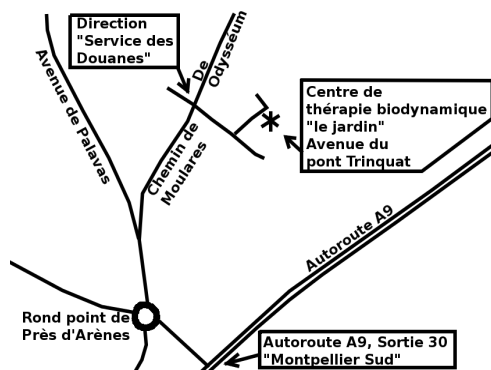 Direction
"Service des
Douanes"
De
Odysséum
Avenue de Palavas
Chemin de
Moulares
Centre de
thérapie biodynamique
"le jardin"
Avenue du
pont Trinquat
Autoroute A9
Rond point de
Près d'Arènes
Autoroute A9, Sortie 30
"Montpellier Sud"